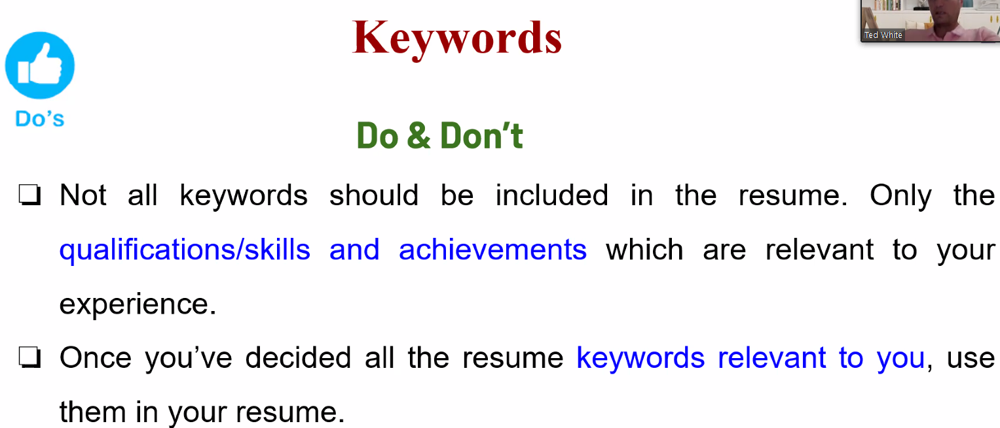 Keywords
Ted White
Do's
Do & Don't
❏ Not all keywords should be included in the resume. Only the
qualifications/skills and achievements which are relevant to your
experience.
❏ Once you've decided all the resume keywords relevant to you, use
them in your resume.